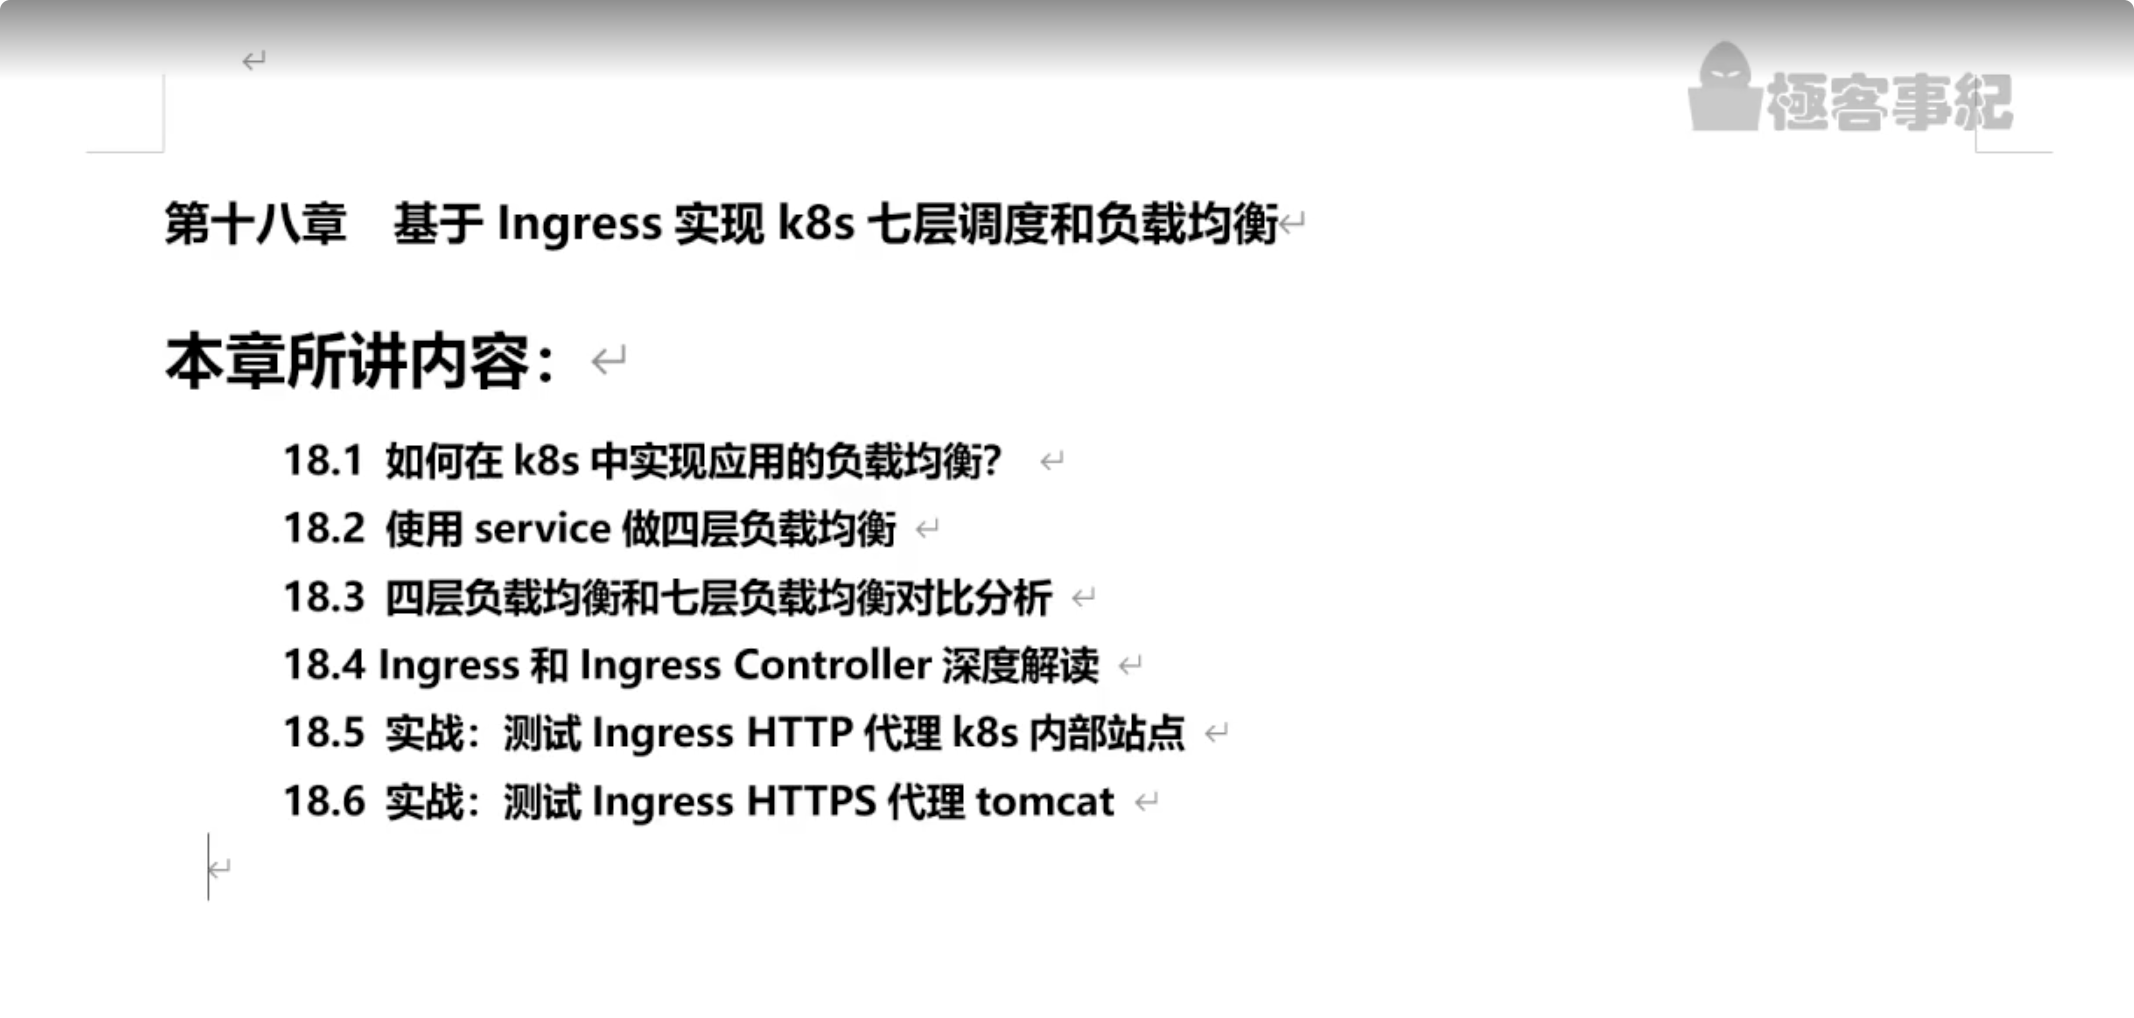 極客事紀
第十八章 基于 Ingress 实现 k8s 七层调度和负载均衡
本章所讲内容：
18.1 如何在 k8s 中实现应用的负载均衡？
18.2 使用 service 做四层负载均衡
18.3 四层负载均衡和七层负载均衡对比分析
18.4 Ingress 和 Ingress Controller 深度解读
18.5 实战：测试 Ingress HTTP 代理 k8s 内部站点
18.6 实战：测试 Ingress HTTPS 代理 tomcat